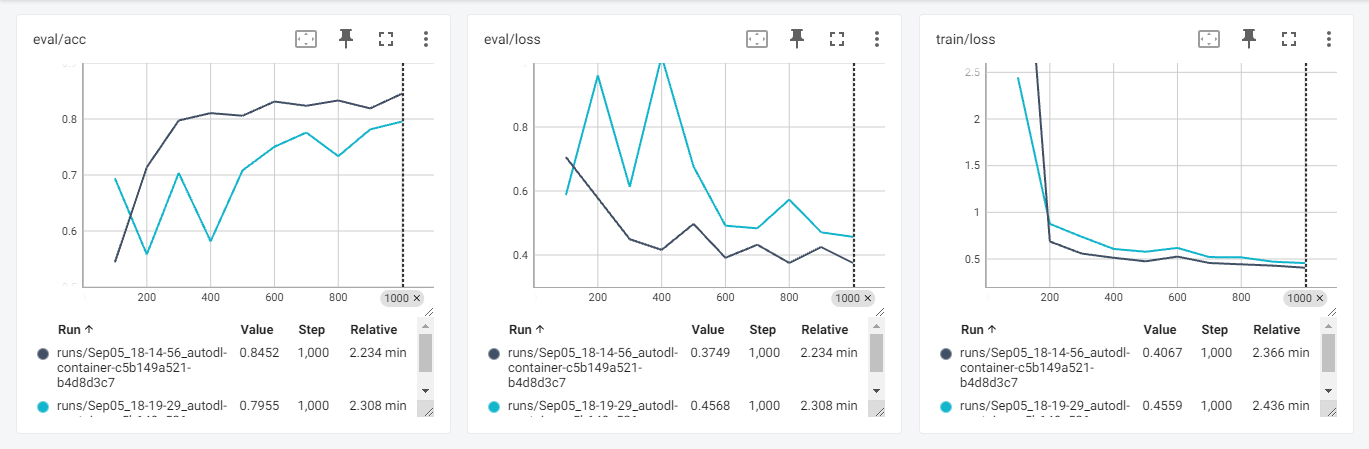 eval/acc
0.8
0.7
0.6
200
400
600
800
1000 ×
Run ↑ Value Step Relative
runs/Sep05_18-14-56_autodl- 0.8452 1,000 2.234 min
container-c5b149a521-
b4d8d3c7
runs/Sep05_18-19-29_autodl- 0.7955 1,000 2.308 min
eval/loss
0.8
0.6
0.4
200
400
600
800
1000 ×
Run ↑ Value Step Relative
runs/Sep05_18-14-56_autodl- 0.3749 1,000 2.234 min
container-c5b149a521-
b4d8d3c7
runs/Sep05_18-19-29_autodl- 0.4568 1,000 2.308 min
train/loss
2.5
2
1.5
1
0.5
200
400
600
800
1000 ×
Run ↑ Value Step Relative
runs/Sep05_18-14-56_autodl- 0.4067 1,000 2.366 min
container-c5b149a521-
b4d8d3c7
runs/Sep05_18-19-29_autodl- 0.4559 1,000 2.436 min